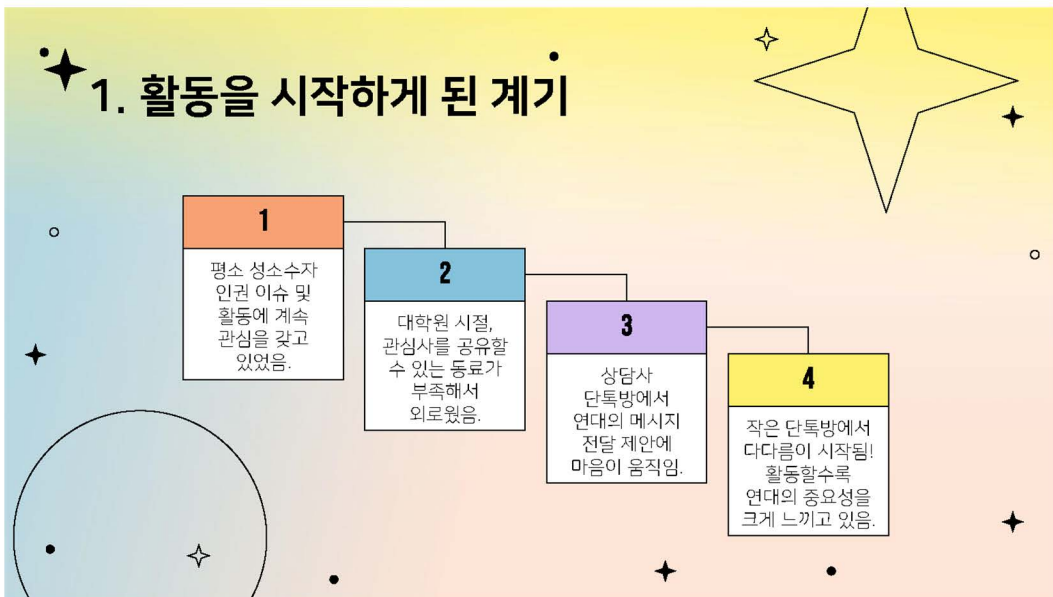 1. 활동을 시작하게 된 계기
1
평소 성소수자
인권 이슈 및
활동에 계속
관심을 갖고
있었음.
2
대학원 시절,
관심사를 공유할
수 있는 동료가
부족해서
외로웠음.
3
상담사
단톡방에서
연대의 메시지
전달 제안에
마음이 움직임.
4
작은 단톡방에서
다다름이 시작됨!
활동할수록
연대의 중요성을
크게 느끼고 있음.